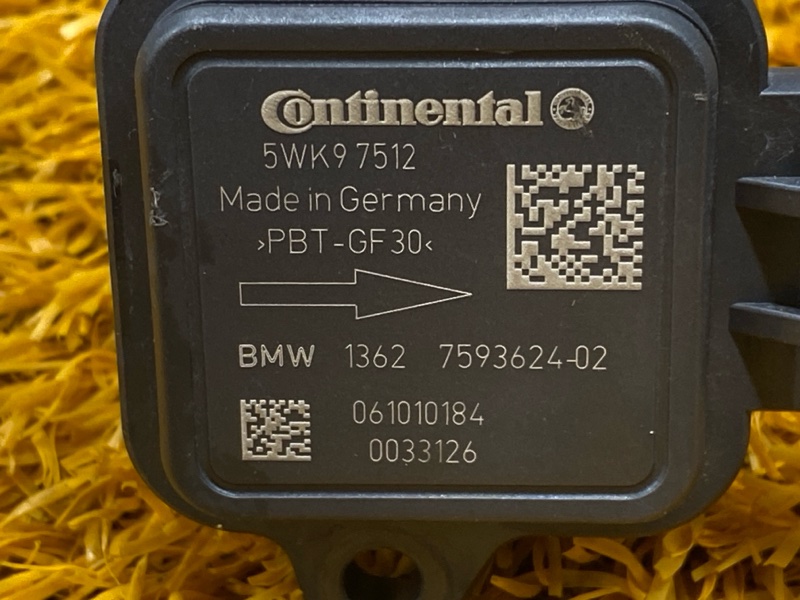 Continental
5WK9 7512
Made in Germany
>PBT-GF30<
BMW 1362 7593624-02
061010184
0033126